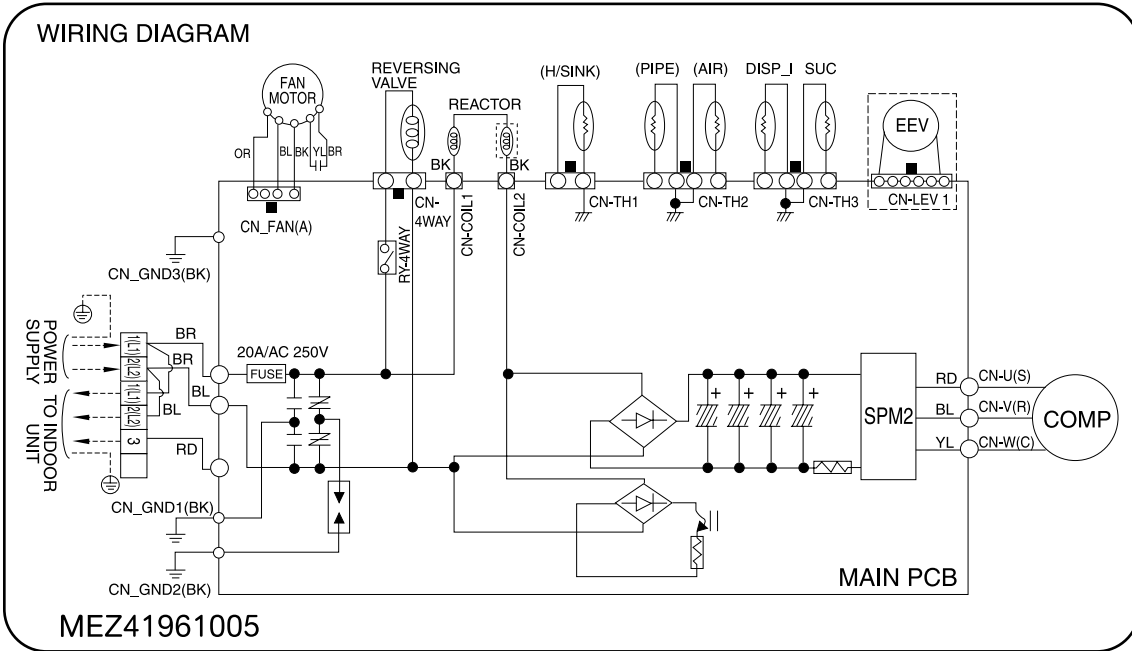 WIRING DIAGRAM
FAN
MOTOR
OR
BL
BK
YL
BR
CN_FAN(A)
REVERSING
VALVE
REACTOR
BK
BK
(H/SINK)
(PIPE)
(AIR)
DISP_I
SUC
EEV
CN-
4WAY
CN-COIL1
CN-COIL2
CN-TH1
CN-TH2
CN-TH3
CN-LEV 1
RY-4WAY
CN_GND3(BK)
POWER
SUPPLY
TO INDOOR
UNIT
1(L1)
2(L2)
1(L1)
2(L2)
3
BR
BR
BL
BL
RD
20A/AC 250V
FUSE
CN_GND1(BK)
CN_GND2(BK)
+
+
+
+
SPM2
RD
BL
YL
CN-U(S)
CN-V(R)
CN-W(C)
COMP
MAIN PCB
MEZ41961005